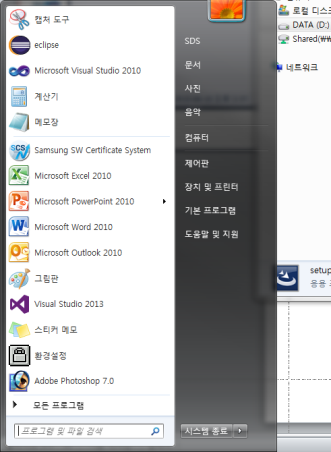 캡처 도구
eclipse
Microsoft Visual Studio 2010
계산기
메모장
Samsung SW Certificate System
Microsoft Excel 2010
Microsoft PowerPoint 2010
Microsoft Word 2010
Microsoft Outlook 2010
그림판
Visual Studio 2013
스티커 메모
환경설정
Adobe Photoshop 7.0
모든 프로그램
프로그램 및 파일 검색
SDS
문서
사진
음악
컴퓨터
제어판
장치 및 프린터
기본 프로그램
도움말 및 지원
시스템 종료
로컬 디스
DATA (D:)
Shared(₩
네트워크
setup
응용